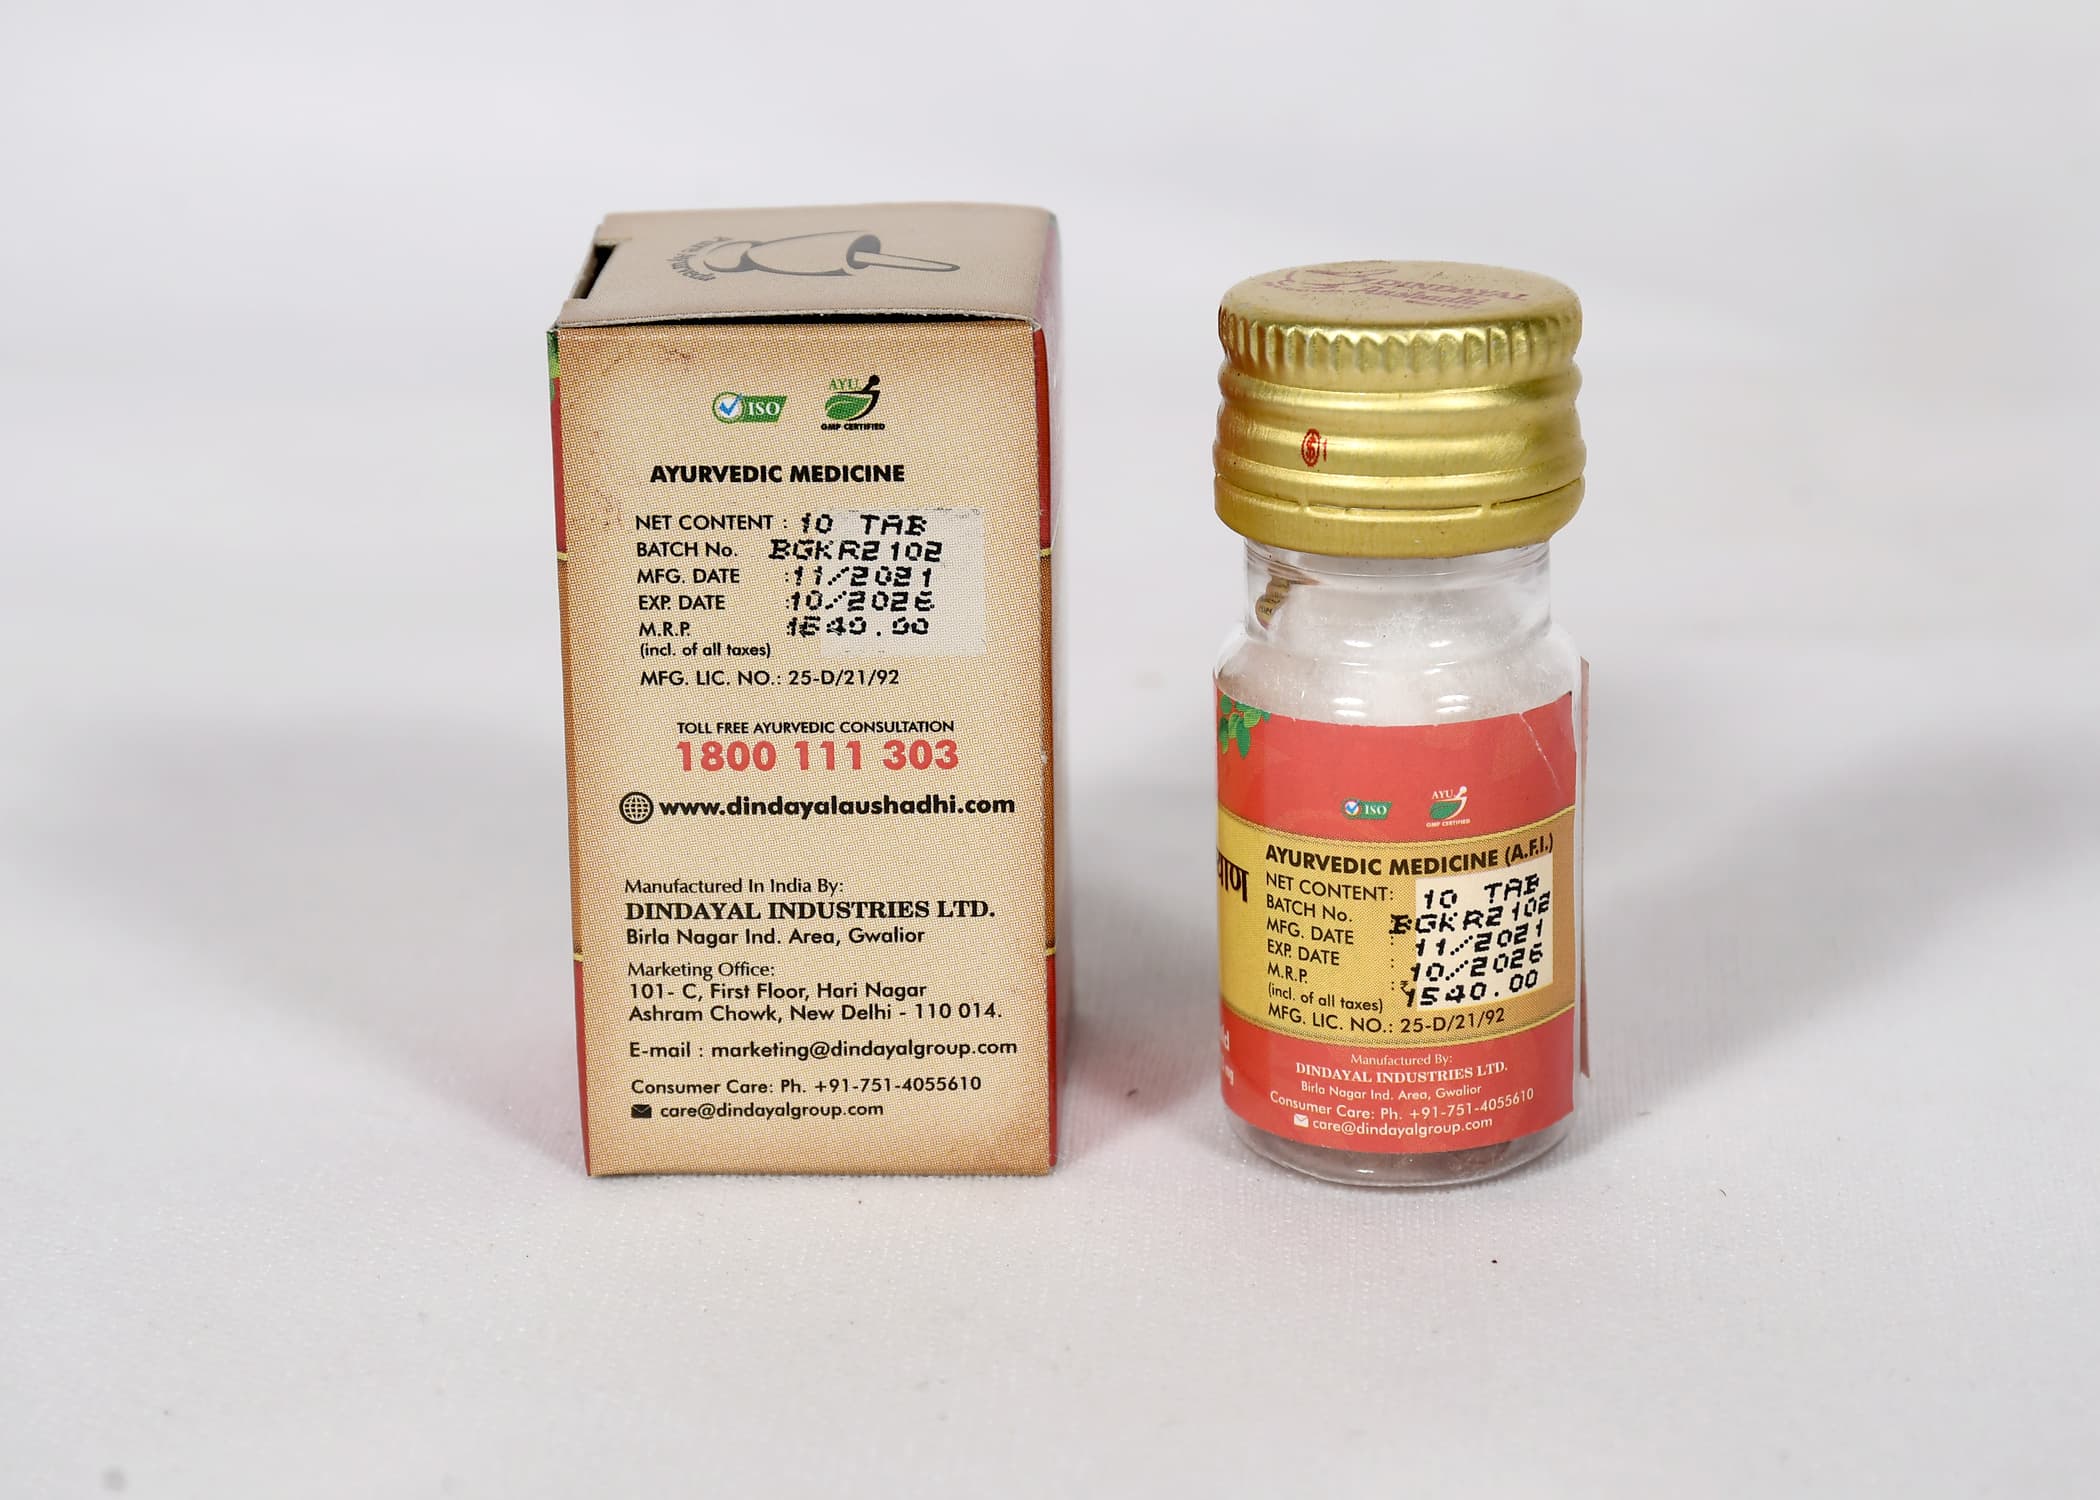 Pure Ayurveda
ISO
AYU
GMP CERTIFIED
AYURVEDIC MEDICINE
NET CONTENT : 10 TAB
BATCH No. BGKR2102
MFG. DATE :11/2021
EXP. DATE :10/2026
M.R.P. 1540.00
(incl. of all taxes)
MFG. LIC. NO.: 25-D/21/92
TOLL FREE AYURVEDIC CONSULTATION
1800 111 303
www.dindayalaushadhi.com
Manufactured In India By:
DINDAYAL INDUSTRIES LTD.
Birla Nagar Ind. Area, Gwalior
Marketing Office:
101- C, First Floor, Hari Nagar
Ashram Chowk, New Delhi - 110 014.
E-mail : marketing@dindayalgroup.com
Consumer Care: Ph. +91-751-4055610
care@dindayalgroup.com
DINDAYAL
Aushadhi
ISO
AYU
GMP CERTIFIED
AYURVEDIC MEDICINE (A.F.I.)
NET CONTENT: 10 TAB
BATCH No. BGKR2102
MFG. DATE : 11/2021
EXP. DATE : 10/2026
M.R.P. : ₹ 1540.00
(incl. of all taxes)
MFG. LIC. NO.: 25-D/21/92
Manufactured By:
DINDAYAL INDUSTRIES LTD.
Birla Nagar Ind. Area, Gwalior
Consumer Care: Ph. +91-751-4055610
care@dindayalgroup.com